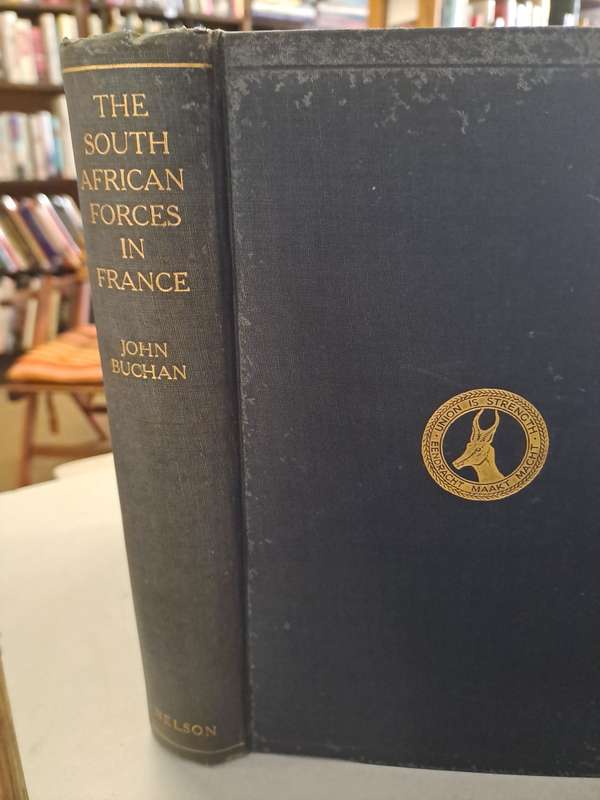 THE
SOUTH
AFRICAN
FORCES
IN
FRANCE
JOHN
BUCHAN
NELSON
UNION IS STRENGTH
EENDRACHT MAAKT MACHT